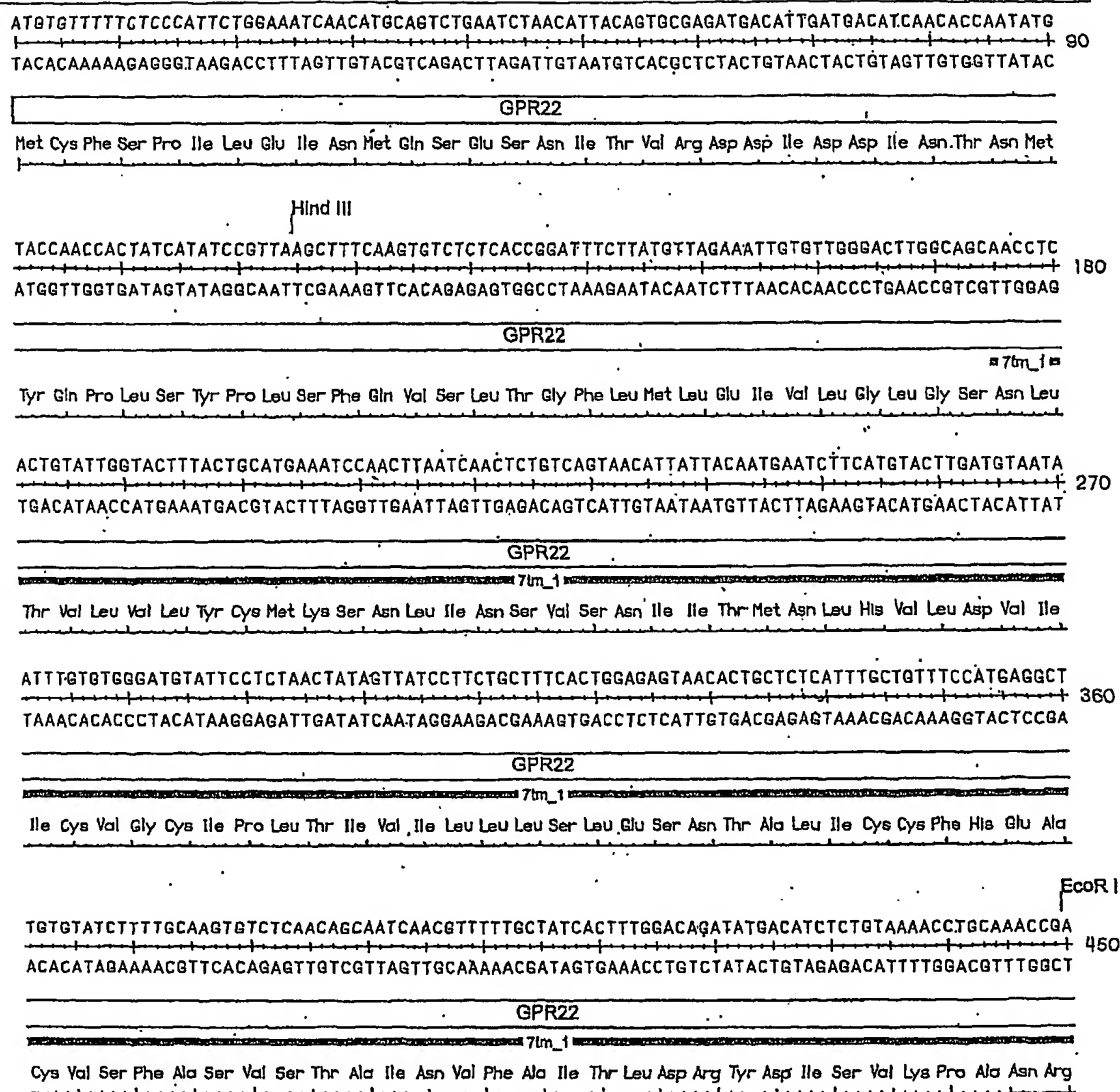 ATGTGTTTTTCTCCCATTCTGGAAATCAACATGCAGTCTGAATCTAACATTACAGTGCGAGATGACATTGATGACATCAACACCAATATG
90
TACACAAAAAGAGGGTAAGACCTTTAGTTGTACGTCAGACTTAGATTGTAATGTCACGCTCTACTGTAACTACTGTAGTTGTGGTTATAC
GPR22
Met Cys Phe Ser Pro Ile Leu Glu Ile Asn Met Gln Ser Glu Ser Asn Ile Thr Val Arg Asp Asp Ile Asp Asp Ile Asn Thr Asn Met
Hind III
TACCAACCACTATCATATCCGTTAAGCTTTCAAGTGTCTCTCACCGGATTTCTTATGTTAGAAATTGTGTTGGGACTTGGCAGCAACCTC
180
ATGGTTGGTGATAGTATAGGCAATTCGAAAGTTCACAGAGAGTGGCCTAAAGAATACAATCTTTAACACAACCCTGAACCGTCGTTGGAG
GPR22
7tm_1
Tyr Gln Pro Leu Ser Tyr Pro Leu Ser Phe Gln Val Ser Leu Thr Gly Phe Leu Met Leu Glu Ile Val Leu Gly Leu Gly Ser Asn Leu
ACTGTATTGGTACTTTACTGCATGAAATCCAACTTAATCAACTCTGTCAGTAACATTATTACAATGAATCTTCATGTACTTGATGTAATA
270
TGACATAACCATGAAATGACGTACTTTAGGTTGAATTAGTTGAGACAGTCATTGTAATAATGTTACTTAGAAGTACATGAACTACATTAT
GPR22
7tm_1
Thr Val Leu Val Leu Tyr Cys Met Lys Ser Asn Leu Ile Asn Ser Val Ser Asn Ile Ile Thr Met Asn Leu His Val Leu Asp Val Ile
ATTTGTGTGGGATGTATTCCTCTAACTATAGTTATCCTTCTGCTTTCACTGGAGAGTAACACTGCTCTCATTTGCTGTTTCCATGAGGCT
360
TAAACACACCCTACATAAGGAGATTGATATCAATAGGAAGACGAAAGTGACCTCTCATTGTGACGAGAGTAAACGACAAAGGTACTCCGA
GPR22
7tm_1
Ile Cys Val Gly Cys Ile Pro Leu Thr Ile Val Ile Leu Leu Leu Ser Leu Glu Ser Asn Thr Ala Leu Ile Cys Cys Phe His Glu Ala
EcoR I
TGTGTATCTTTTGCAAGTGTCTCAACAGCAATCAACGTTTTTGCTATCACTTTGGACAGATATGACATCTCTGTAAAACCTGCAAACCGA
450
ACACATAGAAAACGTTCACAGAGTTGTCGTTAGTTGCAAAAACGATAGTGAAACCTGTCTATACTGTAGAGACATTTTGGACGTTTGGCT
GPR22
7tm_1
Cys Val Ser Phe Ala Ser Val Ser Thr Ala Ile Asn Val Phe Ala Ile Thr Leu Asp Arg Tyr Asp Ile Ser Val Lys Pro Ala Asn Arg